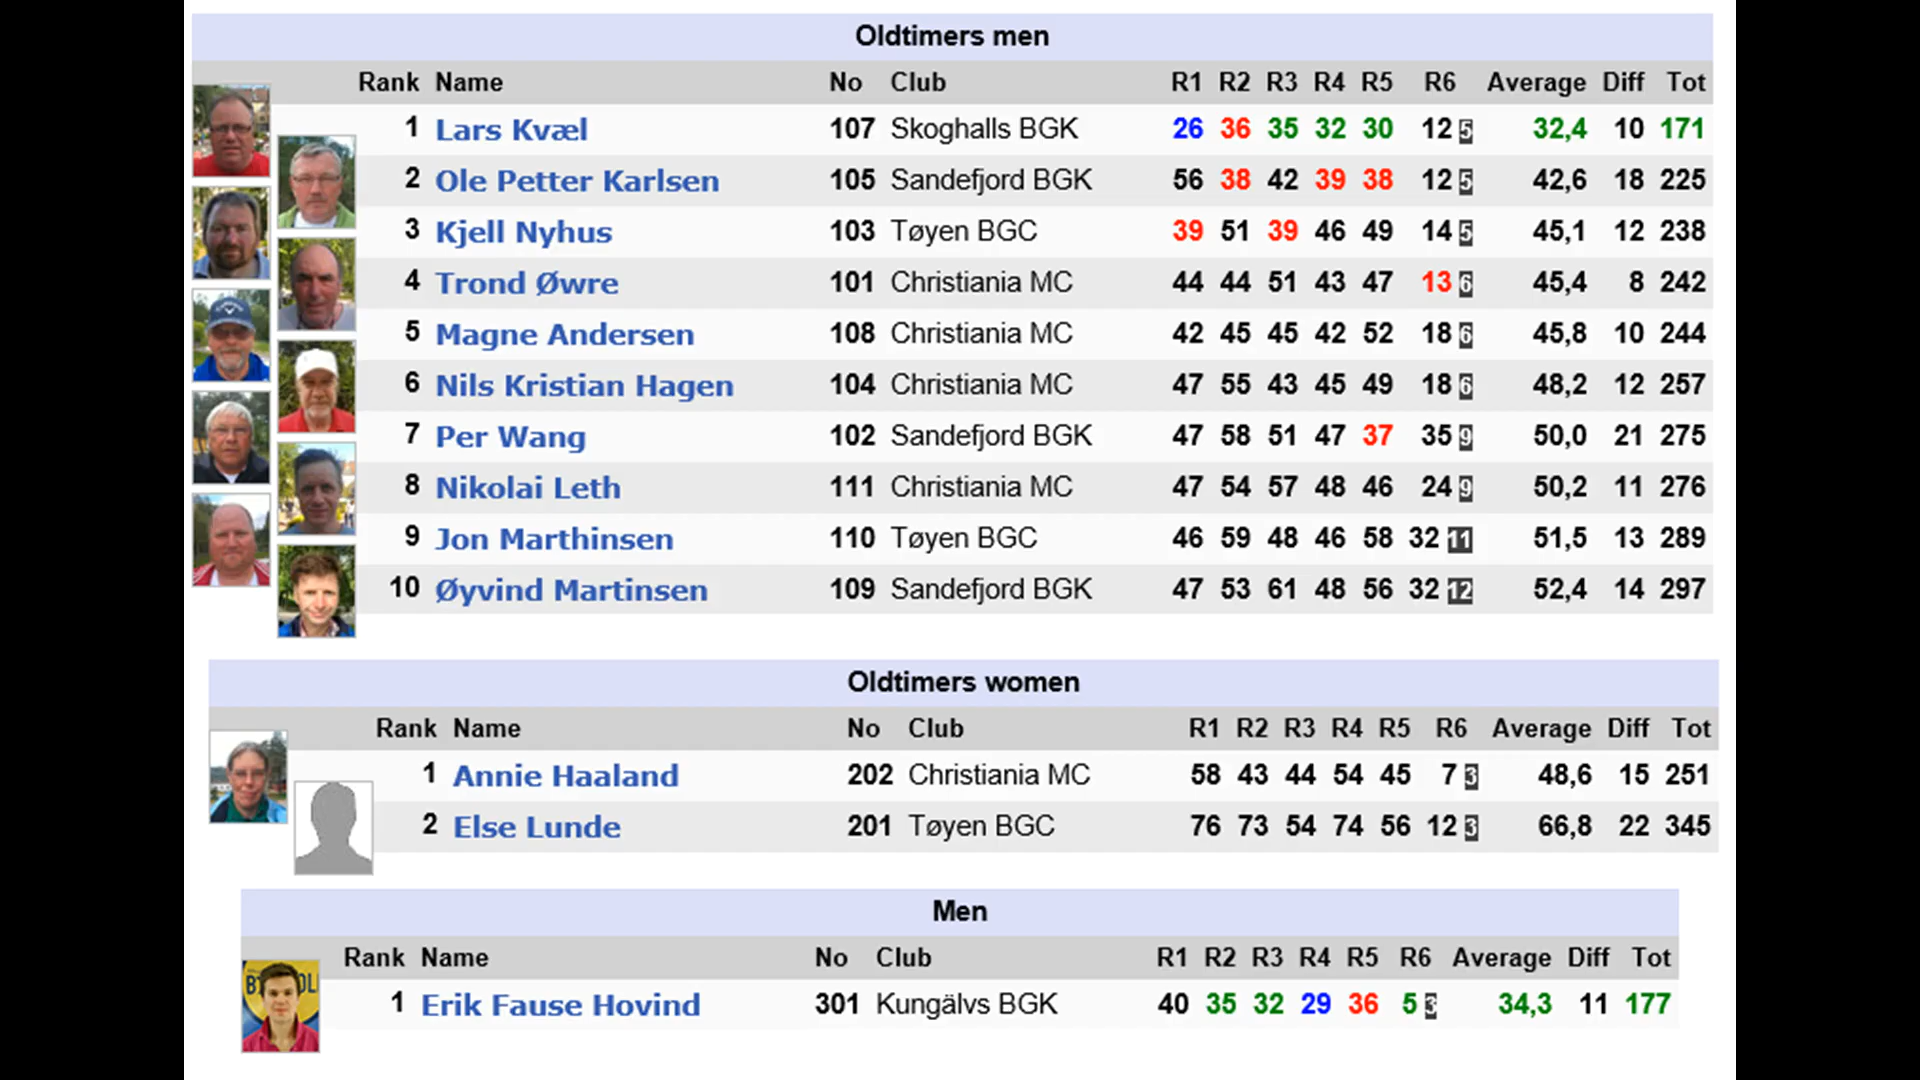 Oldtimers men
Rank Name No Club R1 R2 R3 R4 R5 R6 Average Diff Tot
1 Lars Kvæl 107 Skoghalls BGK 26 36 35 32 30 12 5 32,4 10 171
2 Ole Petter Karlsen 105 Sandefjord BGK 56 38 42 39 38 12 5 42,6 18 225
3 Kjell Nyhus 103 Tøyen BGC 39 51 39 46 49 14 5 45,1 12 238
4 Trond Øwre 101 Christiania MC 44 44 51 43 47 13 6 45,4 8 242
5 Magne Andersen 108 Christiania MC 42 45 45 42 52 18 6 45,8 10 244
6 Nils Kristian Hagen 104 Christiania MC 47 55 43 45 49 18 6 48,2 12 257
7 Per Wang 102 Sandefjord BGK 47 58 51 47 37 35 9 50,0 21 275
8 Nikolai Leth 111 Christiania MC 47 54 57 48 46 24 9 50,2 11 276
9 Jon Marthinsen 110 Tøyen BGC 46 59 48 46 58 32 11 51,5 13 289
10 Øyvind Martinsen 109 Sandefjord BGK 47 53 61 48 56 32 12 52,4 14 297
Oldtimers women
Rank Name No Club R1 R2 R3 R4 R5 R6 Average Diff Tot
1 Annie Haaland 202 Christiania MC 58 43 44 54 45 7 3 48,6 15 251
2 Else Lunde 201 Tøyen BGC 76 73 54 74 56 12 3 66,8 22 345
Men
Rank Name No Club R1 R2 R3 R4 R5 R6 Average Diff Tot
1 Erik Fause Hovind 301 Kungälvs BGK 40 35 32 29 36 5 3 34,3 11 177